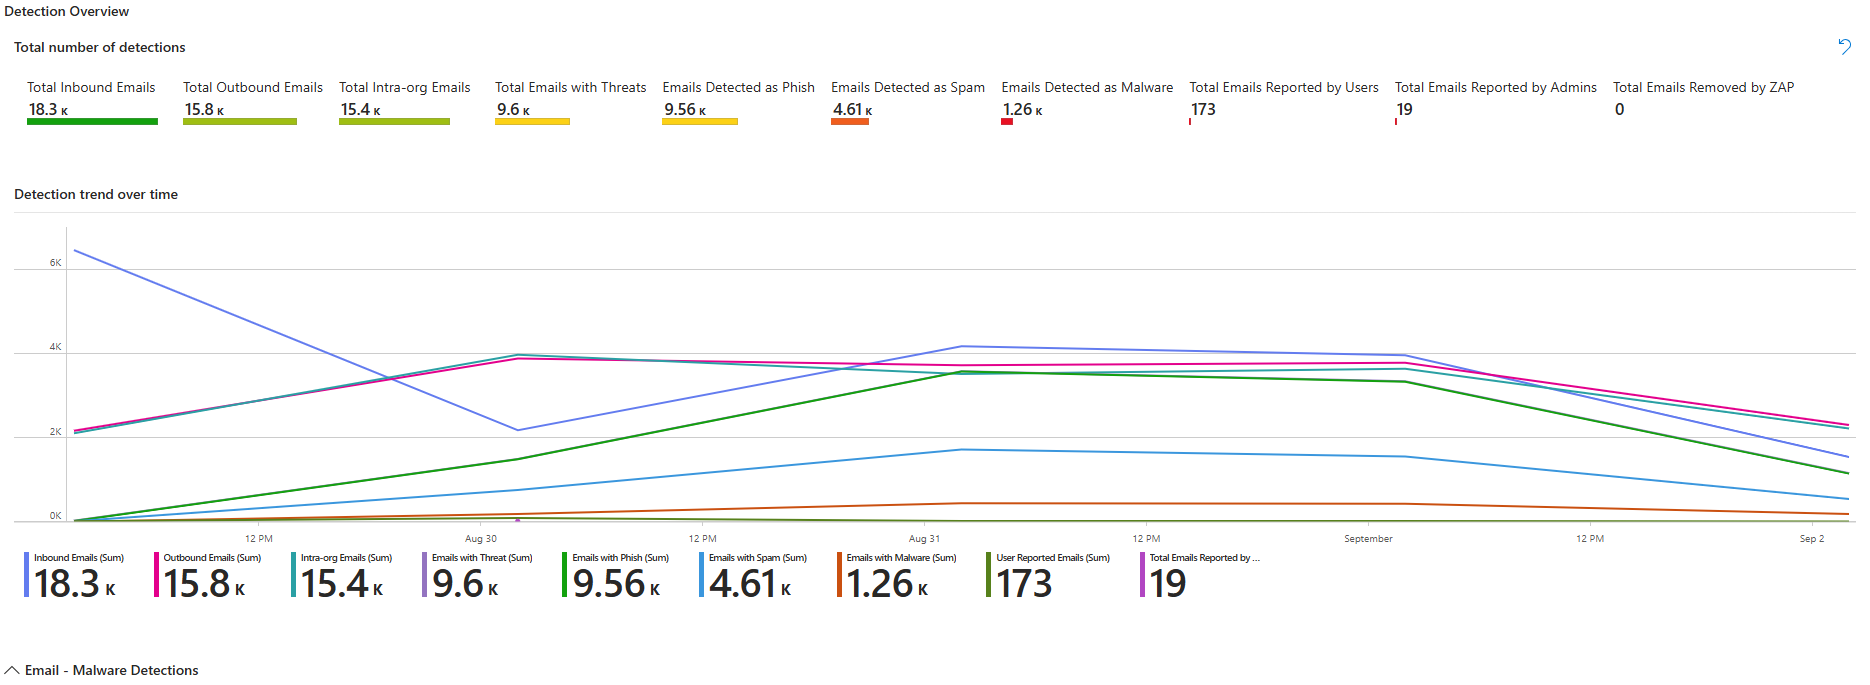 Detection Overview
Total number of detections
Total Inbound Emails Total Outbound Emails Total Intra-org Emails Total Emails with Threats Emails Detected as Phish Emails Detected as Spam Emails Detected as Malware Total Emails Reported by Users Total Emails Reported by Admins Total Emails Removed by ZAP
18.3 K 15.8 K 15.4 K 9.6 K 9.56 K 4.61 K 1.26 K 173 19 0
Detection trend over time
6K
4K
2K
0K
12 PM Aug 30 12 PM Aug 31 12 PM September 12 PM Sep 2
Inbound Emails (Sum) Outbound Emails (Sum) Intra-org Emails (Sum) Emails with Threat (Sum) Emails with Phish (Sum) Emails with Spam (Sum) Emails with Malware (Sum) User Reported Emails (Sum) Total Emails Reported by ...
18.3 K 15.8 K 15.4 K 9.6 K 9.56 K 4.61 K 1.26 K 173 19
Email - Malware Detections